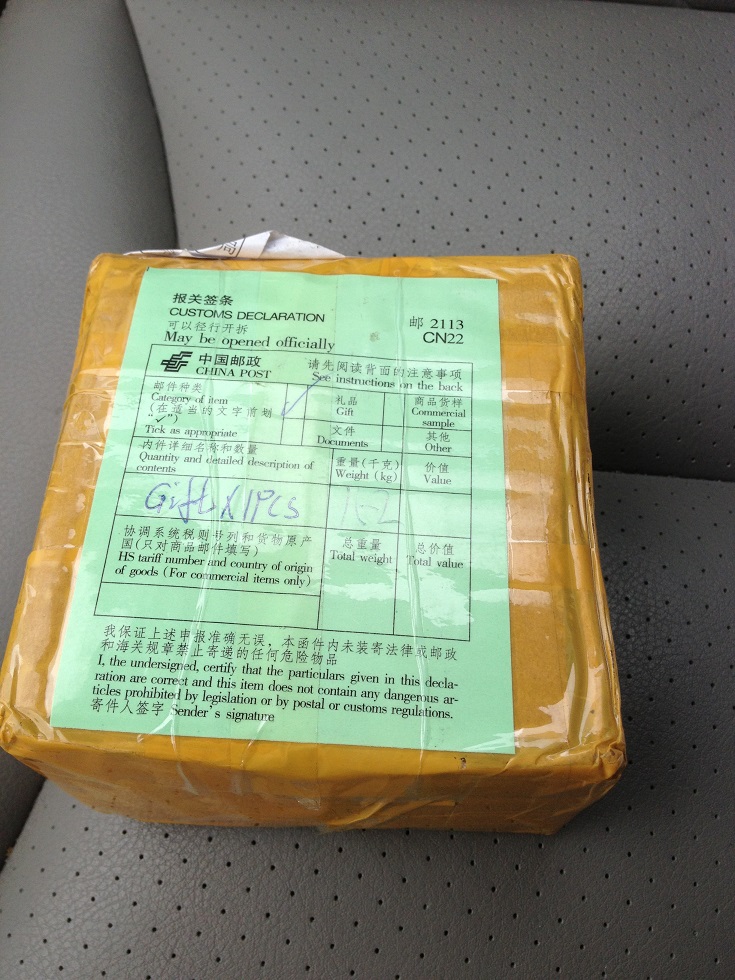 局
报关签条
CUSTOMS DECLARATION
可以径行开拆
May be opened officially
邮 2113
CN22
中国邮政
CHINA POST
请先阅读背面的注意事项
See instructions on the back
邮件种类
Category of item
(在适当的文字前划
“✓”)
Tick as appropriate
✓
礼品
Gift
商品货样
Commercial
sample
文件
Documents
其他
Other
内件详细名称和数量
Quantity and detailed description of
contents
重量(千克)
Weight (kg)
价值
Value
Gift X 1PCS
协调系统税则号列和货物原产
国(只对商品邮件填写)
HS tariff number and country of origin
of goods (For commercial items only)
总重量
Total weight
总价值
Total value
我保证上述申报准确无误，本函件内未装寄法律或邮政
和海关规章禁止寄递的任何危险物品
I, the undersigned, certify that the particulars given in this decla-
ration are correct and this item does not contain any dangerous ar-
ticles prohibited by legislation or by postal or customs regulations.
寄件人签字 Sender's signature